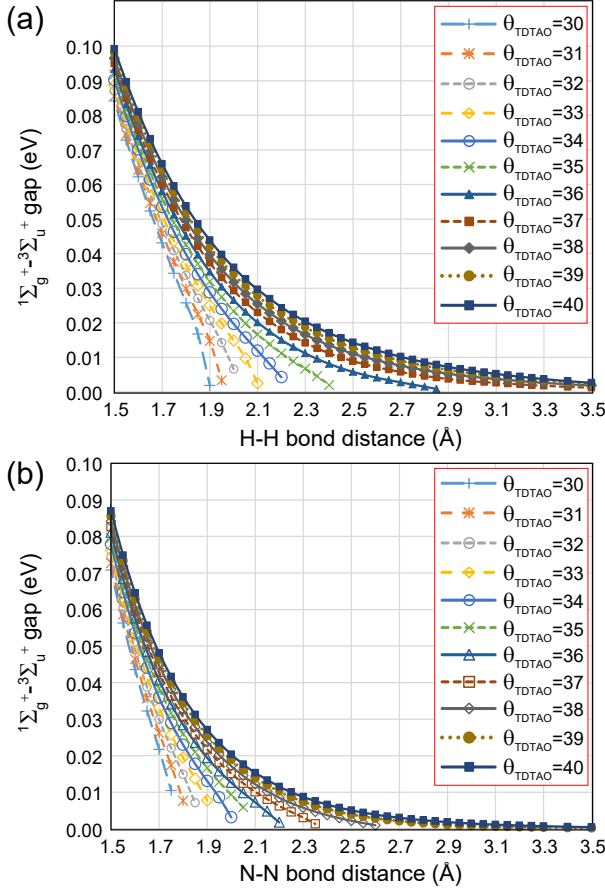 (a)
¹Σg⁺-³Σu⁺ gap (eV)
0.10
0.09
0.08
0.07
0.06
0.05
0.04
0.03
0.02
0.01
0.00
1.5 1.7 1.9 2.1 2.3 2.5 2.7 2.9 3.1 3.3 3.5
H-H bond distance (Å)
θTDTAO=30
θTDTAO=31
θTDTAO=32
θTDTAO=33
θTDTAO=34
θTDTAO=35
θTDTAO=36
θTDTAO=37
θTDTAO=38
θTDTAO=39
θTDTAO=40
(b)
¹Σg⁺-³Σu⁺ gap (eV)
0.10
0.09
0.08
0.07
0.06
0.05
0.04
0.03
0.02
0.01
0.00
1.5 1.7 1.9 2.1 2.3 2.5 2.7 2.9 3.1 3.3 3.5
N-N bond distance (Å)
θTDTAO=30
θTDTAO=31
θTDTAO=32
θTDTAO=33
θTDTAO=34
θTDTAO=35
θTDTAO=36
θTDTAO=37
θTDTAO=38
θTDTAO=39
θTDTAO=40